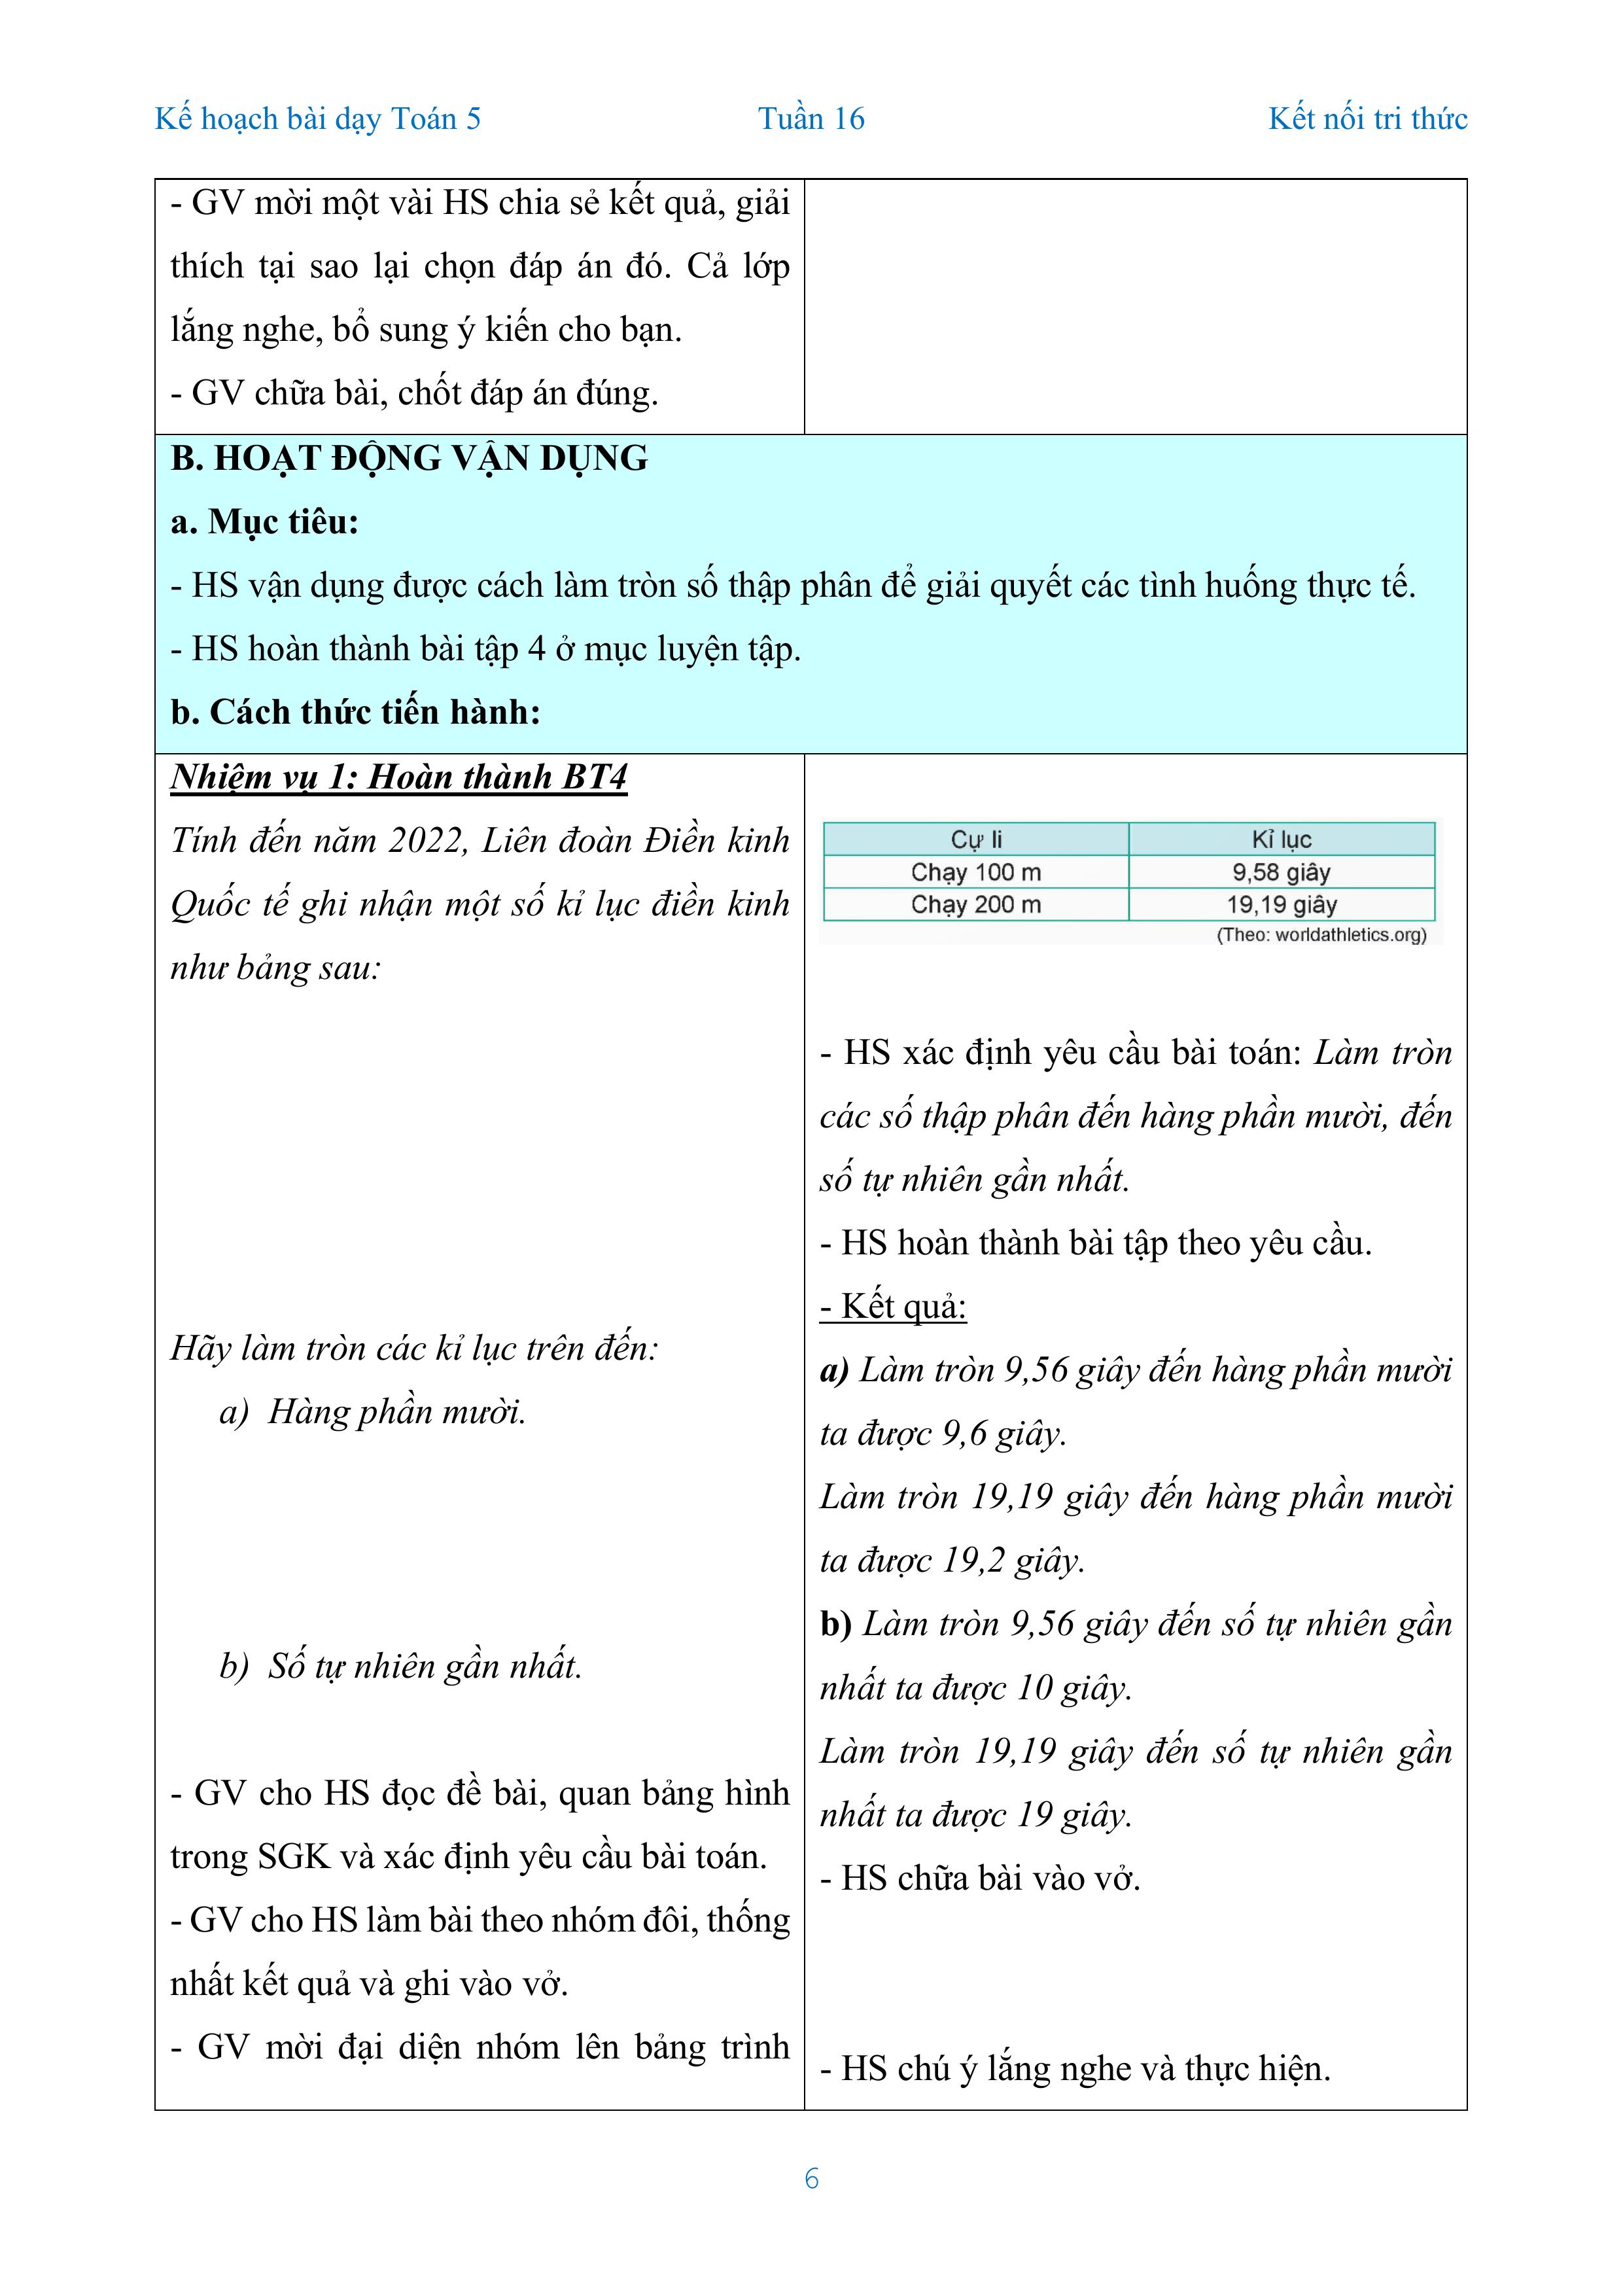 Kế hoạch bài dạy Toán 5 Tuần 16 Kết nối tri thức
- GV mời một vài HS chia sẻ kết quả, giải
thích tại sao lại chọn đáp án đó. Cả lớp
lắng nghe, bổ sung ý kiến cho bạn.
- GV chữa bài, chốt đáp án đúng.
B. HOẠT ĐỘNG VẬN DỤNG
a. Mục tiêu:
- HS vận dụng được cách làm tròn số thập phân để giải quyết các tình huống thực tế.
- HS hoàn thành bài tập 4 ở mục luyện tập.
b. Cách thức tiến hành:
Nhiệm vụ 1: Hoàn thành BT4
Tính đến năm 2022, Liên đoàn Điền kinh
Quốc tế ghi nhận một số kỉ lục điền kinh
như bảng sau:
Hãy làm tròn các kỉ lục trên đến:
a) Hàng phần mười.
b) Số tự nhiên gần nhất.
- GV cho HS đọc đề bài, quan bảng hình
trong SGK và xác định yêu cầu bài toán.
- GV cho HS làm bài theo nhóm đôi, thống
nhất kết quả và ghi vào vở.
- GV mời đại diện nhóm lên bảng trình
Cự li Kỉ lục
Chạy 100 m 9,58 giây
Chạy 200 m 19,19 giây
(Theo: worldathletics.org)
- HS xác định yêu cầu bài toán: Làm tròn
các số thập phân đến hàng phần mười, đến
số tự nhiên gần nhất.
- HS hoàn thành bài tập theo yêu cầu.
- Kết quả:
a) Làm tròn 9,56 giây đến hàng phần mười
ta được 9,6 giây.
Làm tròn 19,19 giây đến hàng phần mười
ta được 19,2 giây.
b) Làm tròn 9,56 giây đến số tự nhiên gần
nhất ta được 10 giây.
Làm tròn 19,19 giây đến số tự nhiên gần
nhất ta được 19 giây.
- HS chữa bài vào vở.
- HS chú ý lắng nghe và thực hiện.
6